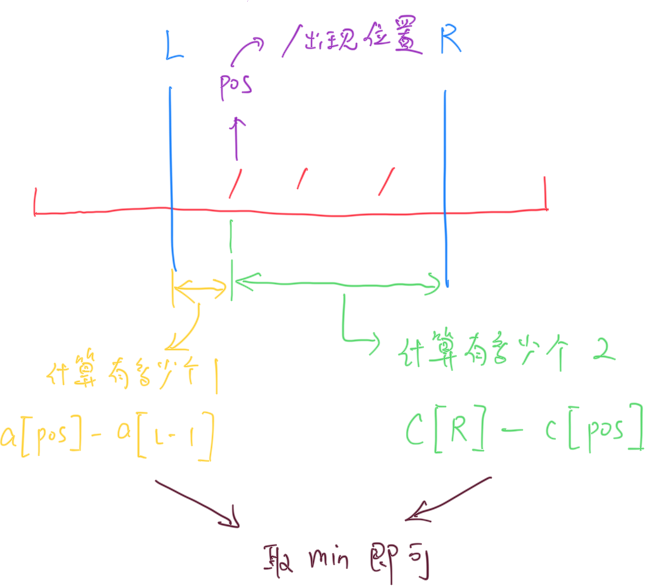 L
/出现位置
R
pos
/ / /
计算有多少个1
计算有多少个 2
a[pos]-a[L-1]
C[R]-c[pos]
取 min 即可